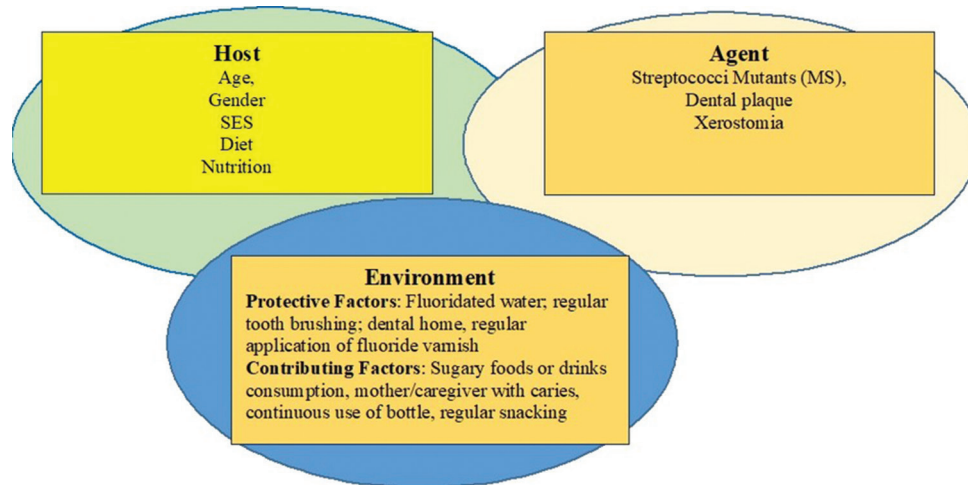 Host
Age,
Gender
SES
Diet
Nutrition
Agent
Streptococci Mutants (MS),
Dental plaque
Xerostomia
Environment
Protective Factors: Fluoridated water; regular
tooth brushing; dental home, regular
application of fluoride varnish
Contributing Factors: Sugary foods or drinks
consumption, mother/caregiver with caries,
continuous use of bottle, regular snacking